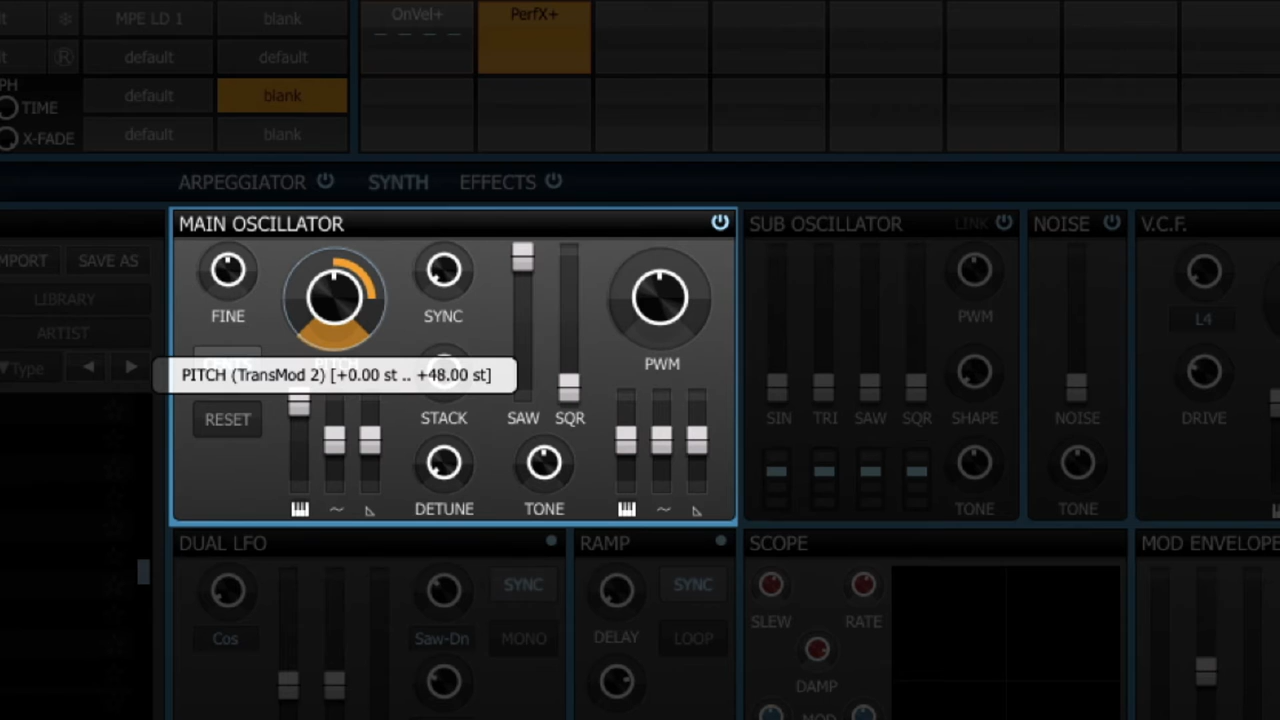 MPE LD 1
blank
OnVel+
PerfX+
default
default
PH
TIME
default
blank
X-FADE
default
blank
ARPEGGIATOR
SYNTH
EFFECTS
MAIN OSCILLATOR
SUB OSCILLATOR
LINK
NOISE
V.C.F.
MPORT
SAVE AS
LIBRARY
ARTIST
Type
FINE
SYNC
PWM
PWM
L4
PITCH (TransMod 2) [+0.00 st .. +48.00 st]
RESET
STACK
SAW
SQR
SIN
TRI
SAW
SQR
SHAPE
NOISE
DRIVE
DETUNE
TONE
TONE
TONE
DUAL LFO
RAMP
SCOPE
MOD ENVELOPE
SYNC
SYNC
SLEW
RATE
Cos
Saw-Dn
MONO
DELAY
LOOP
DAMP
MOD